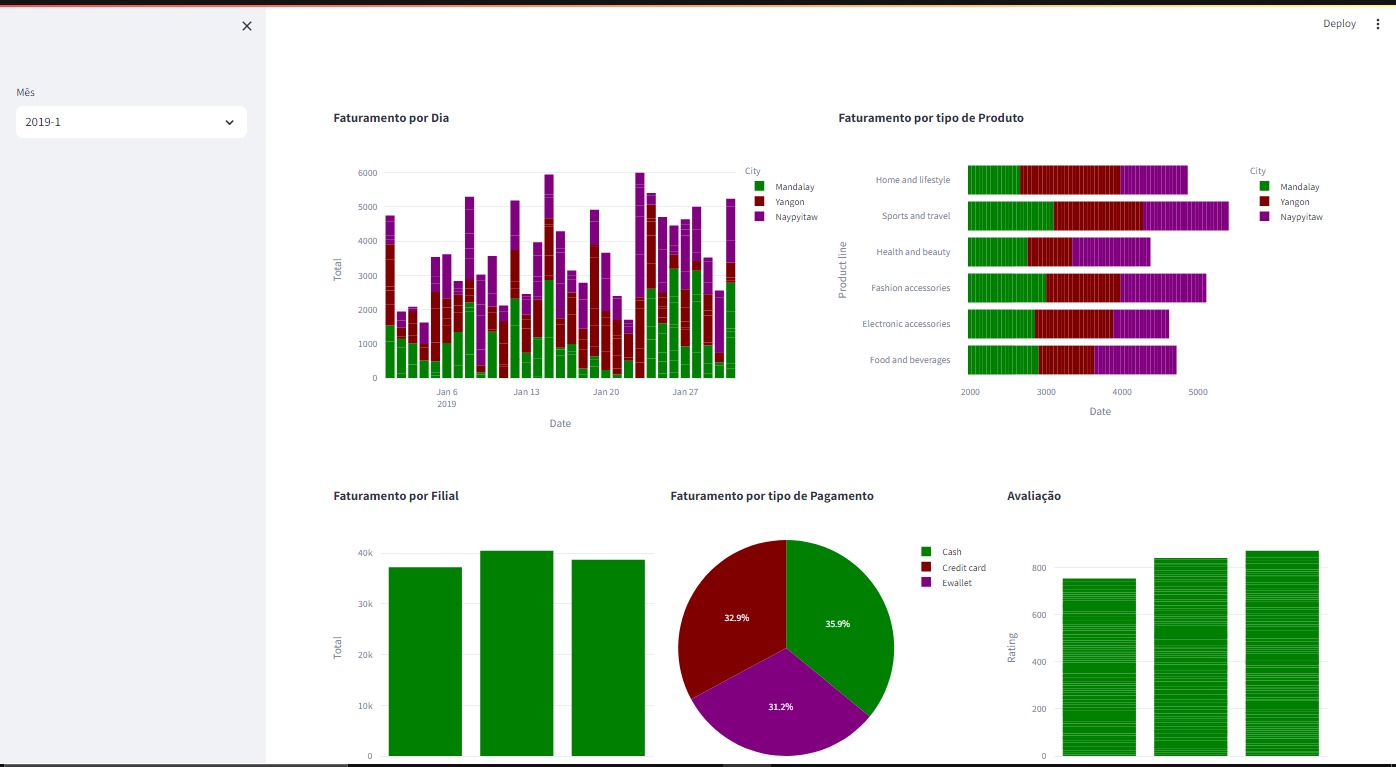 Deploy
Mês
2019-1
Faturamento por Dia
Total
6000
5000
4000
3000
2000
1000
0
Jan 6
2019
Jan 13
Jan 20
Jan 27
Date
City
Mandalay
Yangon
Naypyitaw
Faturamento por tipo de Produto
Product line
Home and lifestyle
Sports and travel
Health and beauty
Fashion accessories
Electronic accessories
Food and beverages
2000
3000
4000
5000
Date
City
Mandalay
Yangon
Naypyitaw
Faturamento por Filial
Total
40k
30k
20k
10k
0
Faturamento por tipo de Pagamento
32.9%
35.9%
31.2%
Cash
Credit card
Ewallet
Avaliação
Rating
800
600
400
200
0